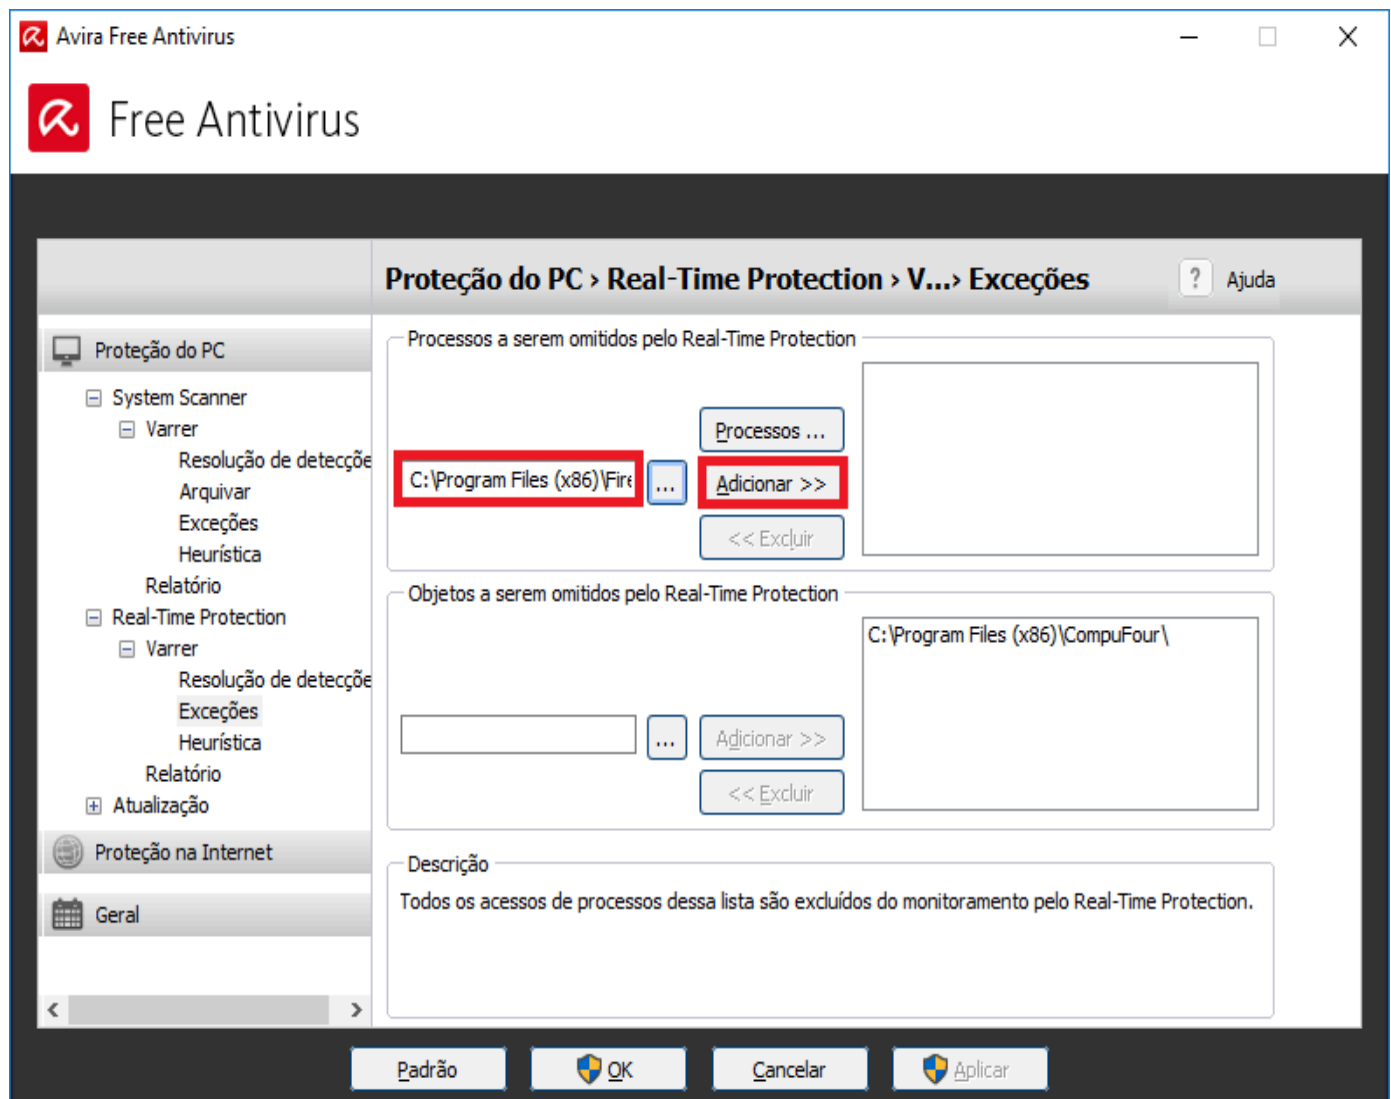 Avira Free Antivirus
Free Antivirus
Proteção do PC › Real-Time Protection › V...› Exceções
? Ajuda
Proteção do PC
System Scanner
Varrer
Resolução de detecçõe
Arquivar
Exceções
Heurística
Relatório
Real-Time Protection
Varrer
Resolução de detecçõe
Exceções
Heurística
Relatório
Atualização
Proteção na Internet
Geral
Processos a serem omitidos pelo Real-Time Protection
Processos ...
C:\Program Files (x86)\Fire
...
Adicionar >>
<< Excluir
Objetos a serem omitidos pelo Real-Time Protection
C:\Program Files (x86)\CompuFour\
...
Adicionar >>
<< Excluir
Descrição
Todos os acessos de processos dessa lista são excluídos do monitoramento pelo Real-Time Protection.
Padrão
OK
Cancelar
Aplicar